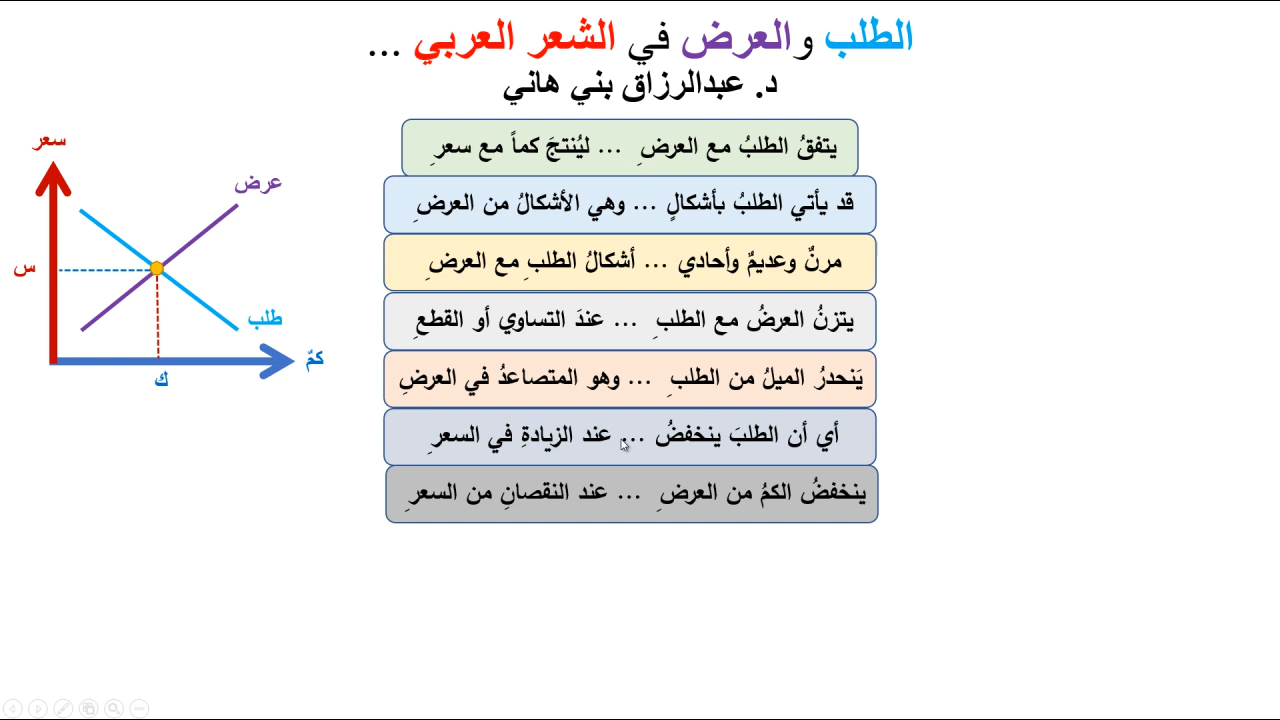 الطلب والعرض في الشعر العربي ...
د. عبدالرزاق بني هاني
يتفقُ الطلبُ مع العرضِ ... ليُنتجَ كماً مع سعرِ
قد يأتي الطلبُ بأشكالٍ ... وهي الأشكالُ من العرضِ
مرنٌ وعديمٌ وأحادي ... أشكالُ الطلبِ مع العرضِ
يتزنُ العرضُ مع الطلبِ ... عندَ التساوي أو القطعِ
يَنحدرُ الميلُ من الطلبِ ... وهو المتصاعدُ في العرضِ
أي أن الطلبَ ينخفضُ ... عند الزيادةِ في السعرِ
ينخفضُ الكمُ من العرضِ ... عند النقصانِ من السعرِ
سعر
عرض
س
طلب
كمٌ
ك